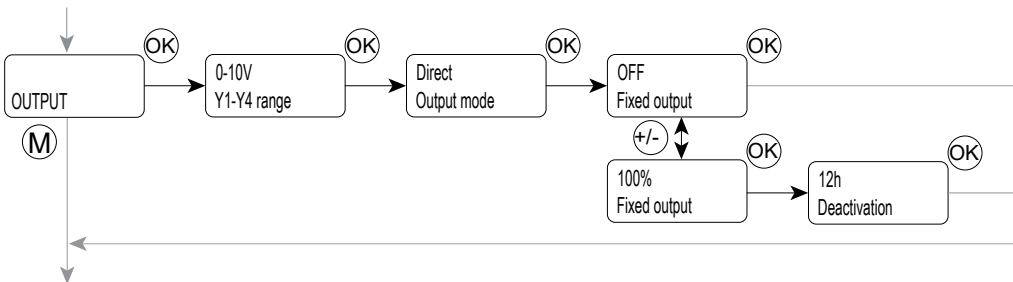 OK
OK
OK
OK
OUTPUT
0-10V
Y1-Y4 range
Direct
Output mode
OFF
Fixed output
M
+/-
OK
OK
100%
Fixed output
12h
Deactivation